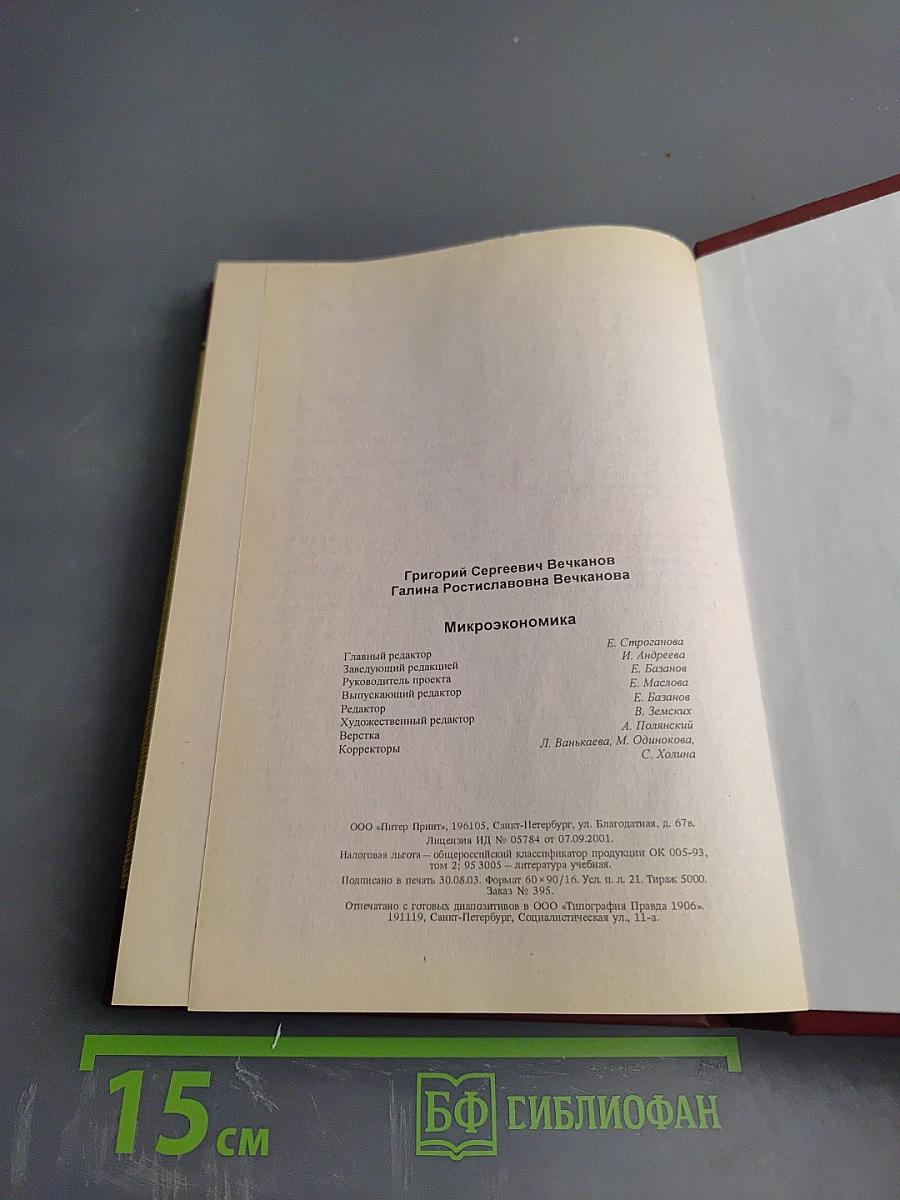 Григорий Сергеевич Вечканов
Галина Ростиславовна Вечканова
Микроэкономика
Главный редактор Е. Строганова
Заведующий редакцией И. Андреева
Руководитель проекта Е. Базанов
Выпускающий редактор Е. Маслова
Редактор Е. Базанов
Художественный редактор В. Земских
Верстка А. Полянский
Корректоры Л. Ванькаева, М. Одинокова,
С. Холина
ООО «Питер Принт», 196105, Санкт-Петербург, ул. Благодатная, д. 67в.
Лицензия ИД № 05784 от 07.09.2001.
Налоговая льгота – общероссийский классификатор продукции ОК 005-93,
том 2; 95 3005 – литература учебная.
Подписано в печать 30.08.03. Формат 60×90/16. Усл. п. л. 21. Тираж 5000.
Заказ № 395.
Отпечатано с готовых диапозитивов в ООО «Типография Правда 1906».
191119, Санкт-Петербург, Социалистическая ул., 11-а.
15 см
БФ БИБЛИОФАН